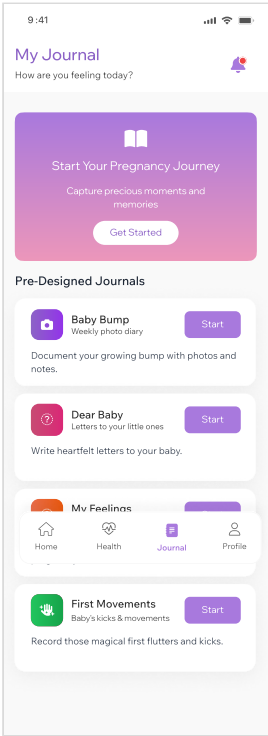 9:41
My Journal
How are you feeling today?
Start Your Pregnancy Journey
Capture precious moments and
memories
Get Started
Pre-Designed Journals
Baby Bump
Weekly photo diary
Start
Document your growing bump with photos and
notes.
Dear Baby
Letters to your little ones
Start
Write heartfelt letters to your baby.
My Feelings
Home
Health
Journal
Profile
First Movements
Baby's kicks & movements
Start
Record those magical first flutters and kicks.